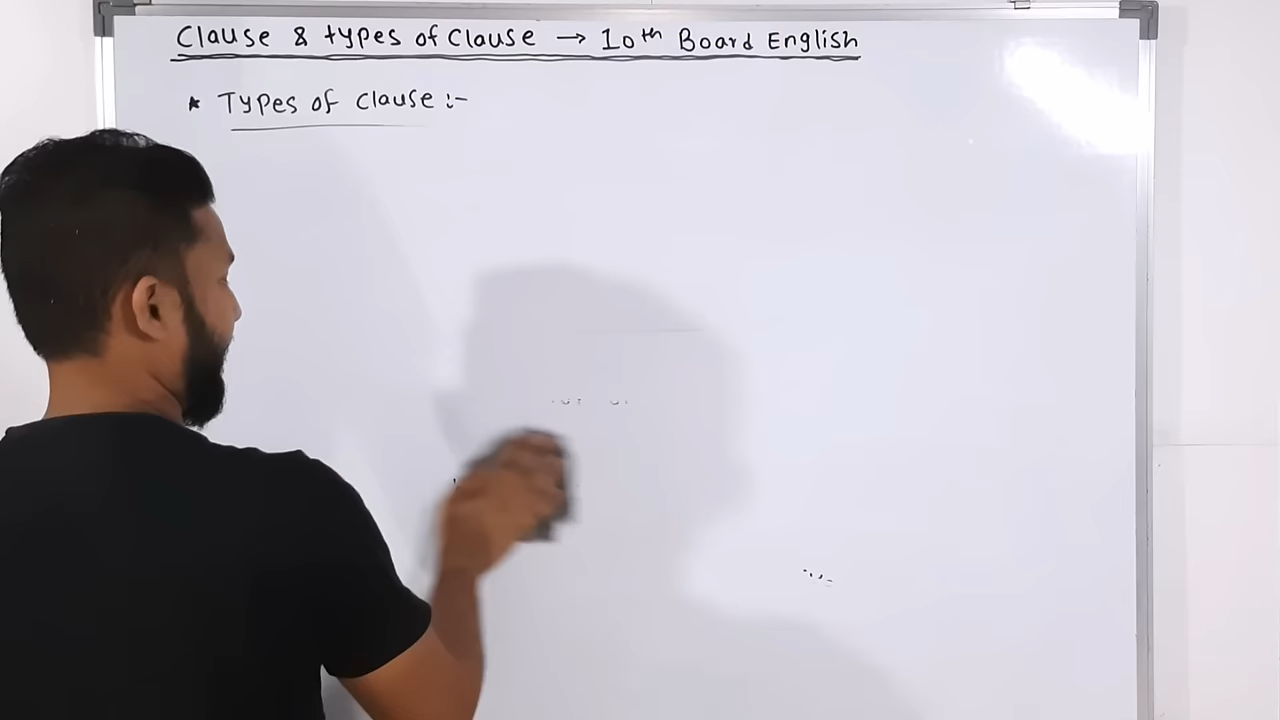 Clause & types of Clause → 10th Board English
* Types of clause :-